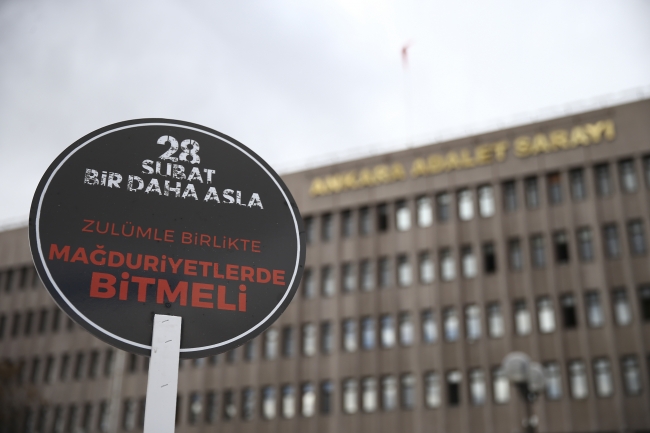 28
ŞUBAT
BİR DAHA ASLA
ZULÜMLE BİRLİKTE
MAĞDURİYETLERDE
BİTMELİ
ANKARA ADALET SARAYI